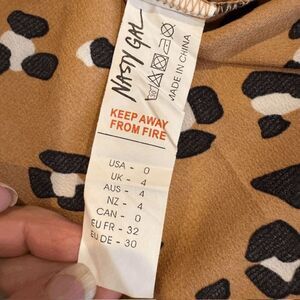 NASTY GAL
MADE IN CHINA
KEEP AWAY
FROM FIRE
USA - 0
UK - 4
AUS - 4
NZ - 4
CAN - 0
EU FR - 32
EU DE - 30